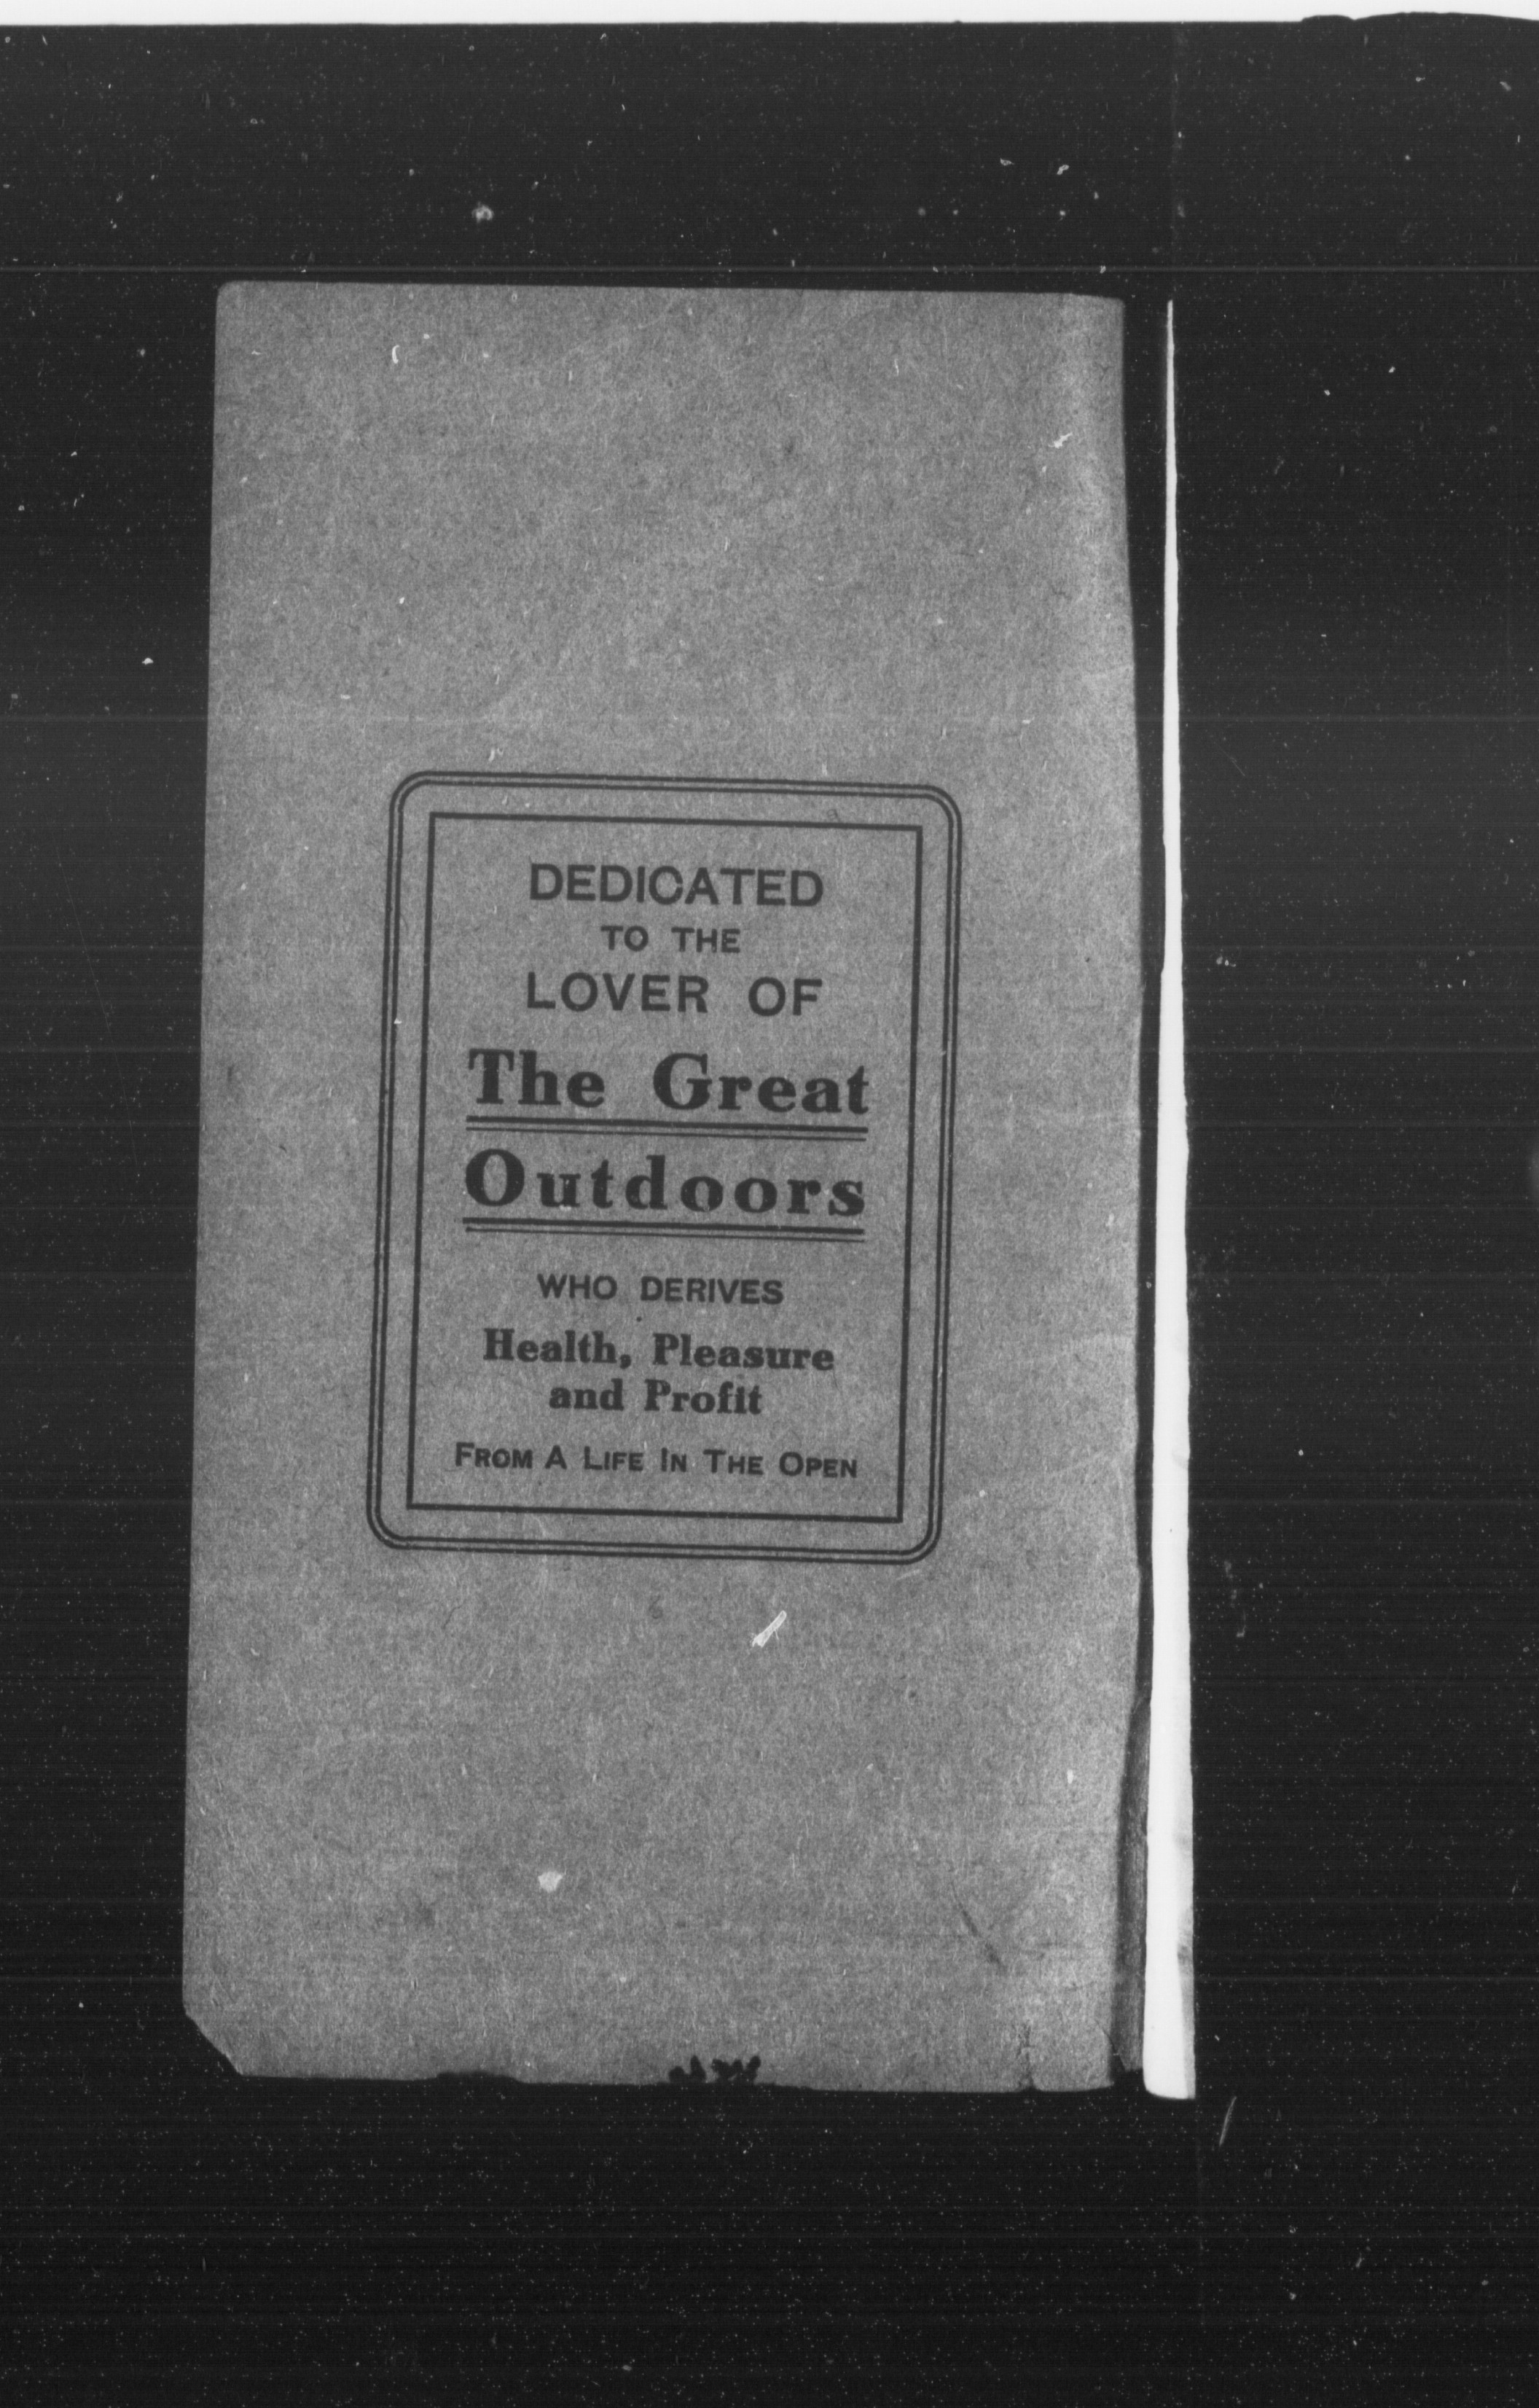 DEDICATED
TO THE
LOVER OF
The Great
Outdoors
WHO DERIVES
Health, Pleasure
and Profit
FROM A LIFE IN THE OPEN